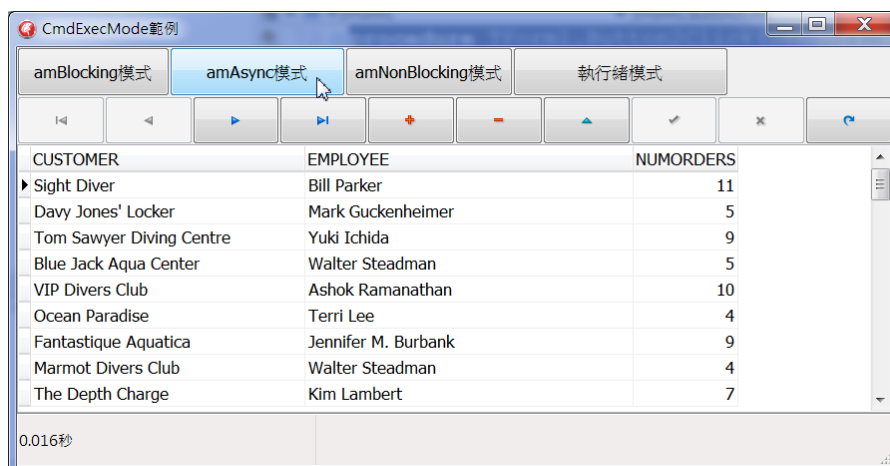 CmdExecMode範例
amBlocking模式 amAsync模式 amNonBlocking模式 執行緒模式
CUSTOMER EMPLOYEE NUMORDERS
Sight Diver Bill Parker 11
Davy Jones' Locker Mark Guckenheimer 5
Tom Sawyer Diving Centre Yuki Ichida 9
Blue Jack Aqua Center Walter Steadman 5
VIP Divers Club Ashok Ramanathan 10
Ocean Paradise Terri Lee 4
Fantastique Aquatica Jennifer M. Burbank 9
Marmot Divers Club Walter Steadman 4
The Depth Charge Kim Lambert 7
0.016秒